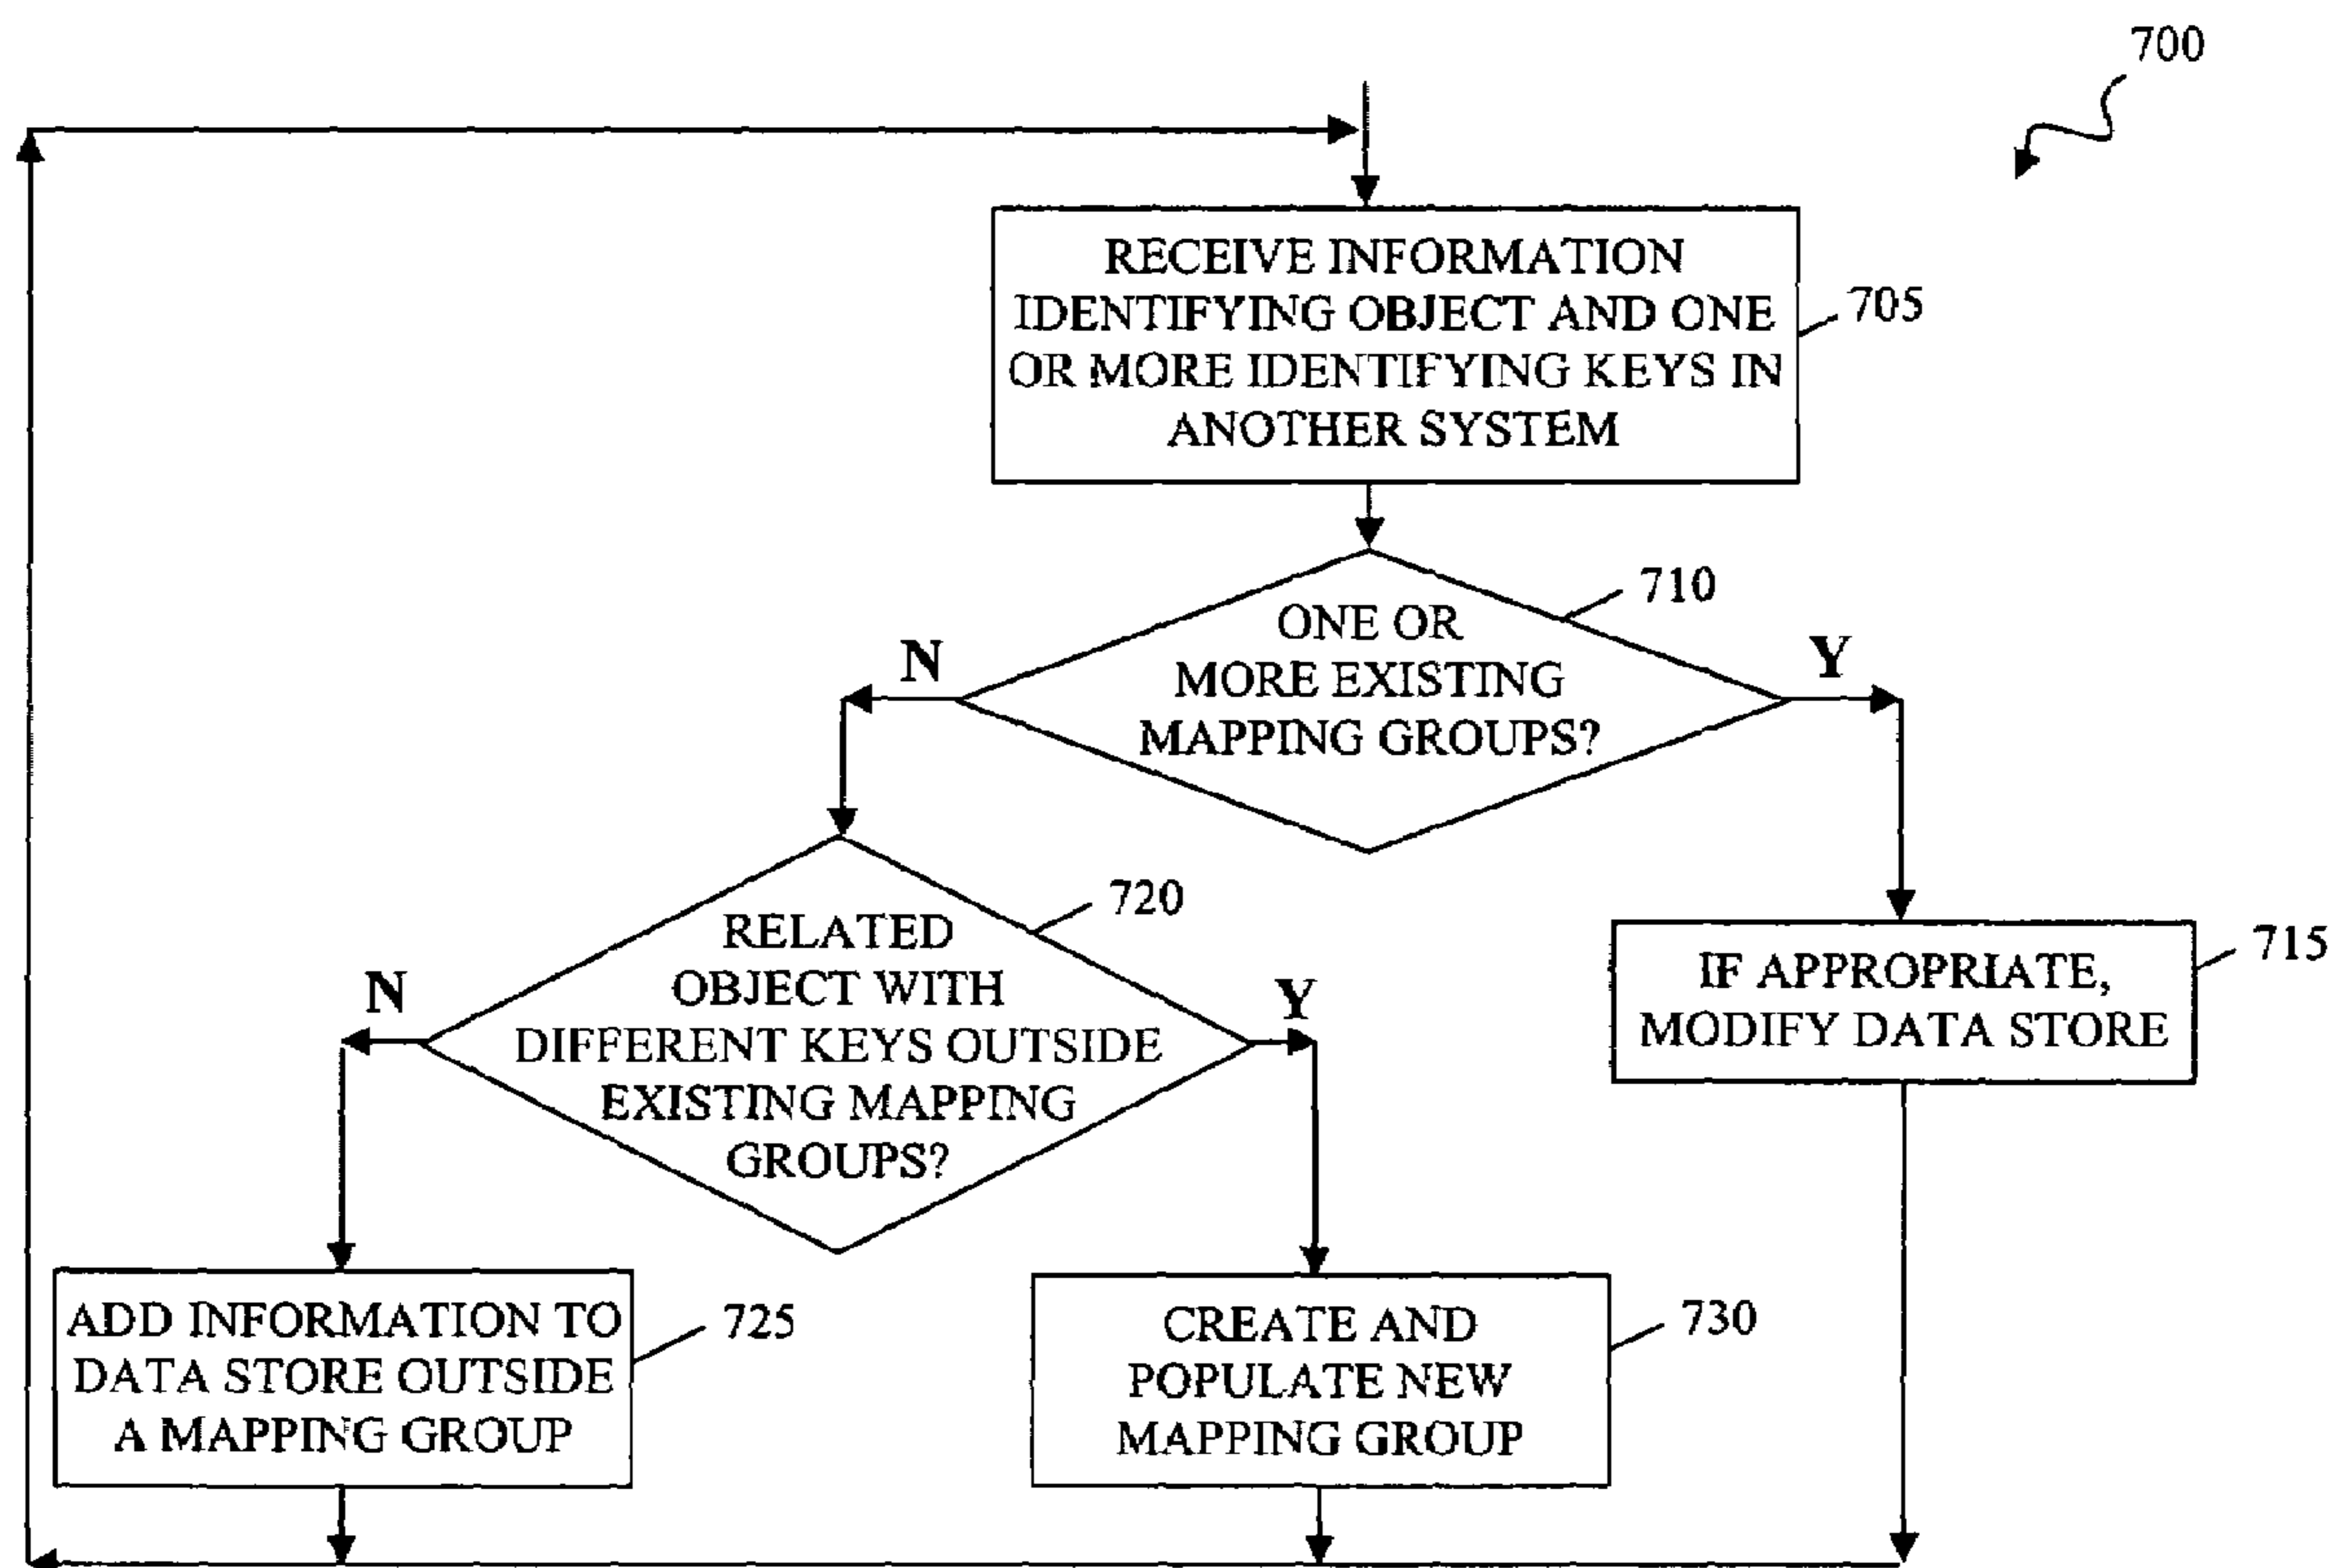 700
RECEIVE INFORMATION
IDENTIFYING OBJECT AND ONE
OR MORE IDENTIFYING KEYS IN
ANOTHER SYSTEM
705
710
ONE OR
MORE EXISTING
MAPPING GROUPS?
N
Y
720
RELATED
OBJECT WITH
DIFFERENT KEYS OUTSIDE
EXISTING MAPPING
GROUPS?
N
Y
715
IF APPROPRIATE,
MODIFY DATA STORE
ADD INFORMATION TO
DATA STORE OUTSIDE
A MAPPING GROUP
725
CREATE AND
POPULATE NEW
MAPPING GROUP
730